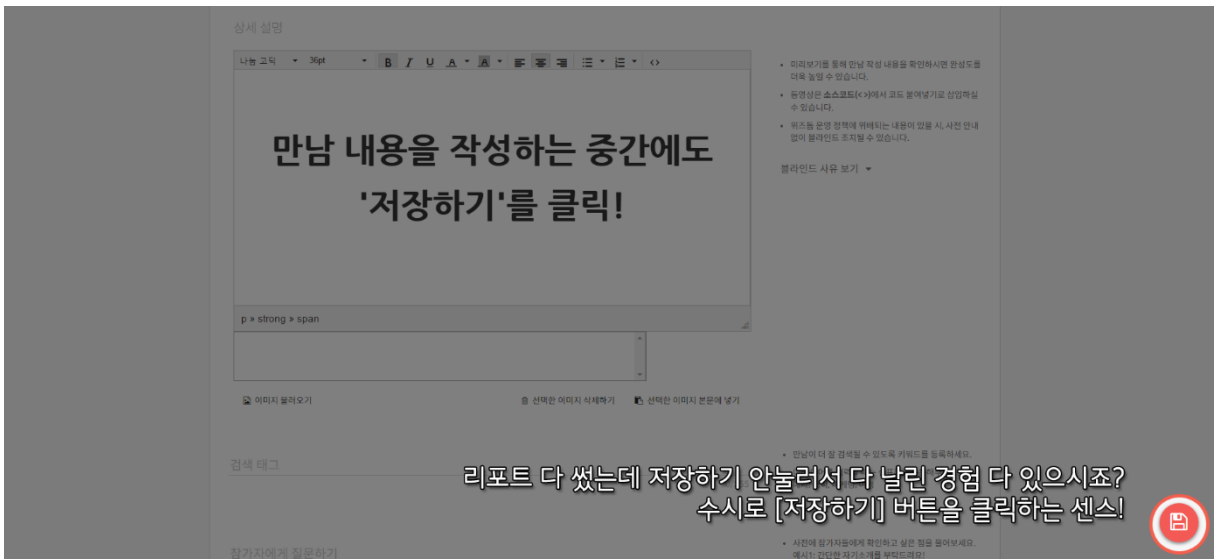 상세 설명
나눔 고딕 36pt B I U A A
만남 내용을 작성하는 중간에도
'저장하기'를 클릭!
p » strong » span
이미지 불러오기 선택한 이미지 삭제하기 선택한 이미지 본문에 넣기
미리보기를 통해 만남 작성 내용을 확인하시면 완성도를
더욱 높일 수 있습니다.
동영상은 소스코드(<>)에서 코드 붙여넣기로 삽입하실
수 있습니다.
위즈돔 운영 정책에 위배되는 내용이 있을 시, 사전 안내
없이 블라인드 조치될 수 있습니다.
블라인드 사유 보기
검색 태그
만남이 더 잘 검색될 수 있도록 키워드를 등록하세요.
리포트 다 썼는데 저장하기 안눌러서 다 날린 경험 다 있으시죠?
수시로 [저장하기] 버튼을 클릭하는 센스!
참가자에게 질문하기
사전에 참가자들에게 확인하고 싶은 점을 물어보세요.
예시1: 간단한 자기소개를 부탁드려요!